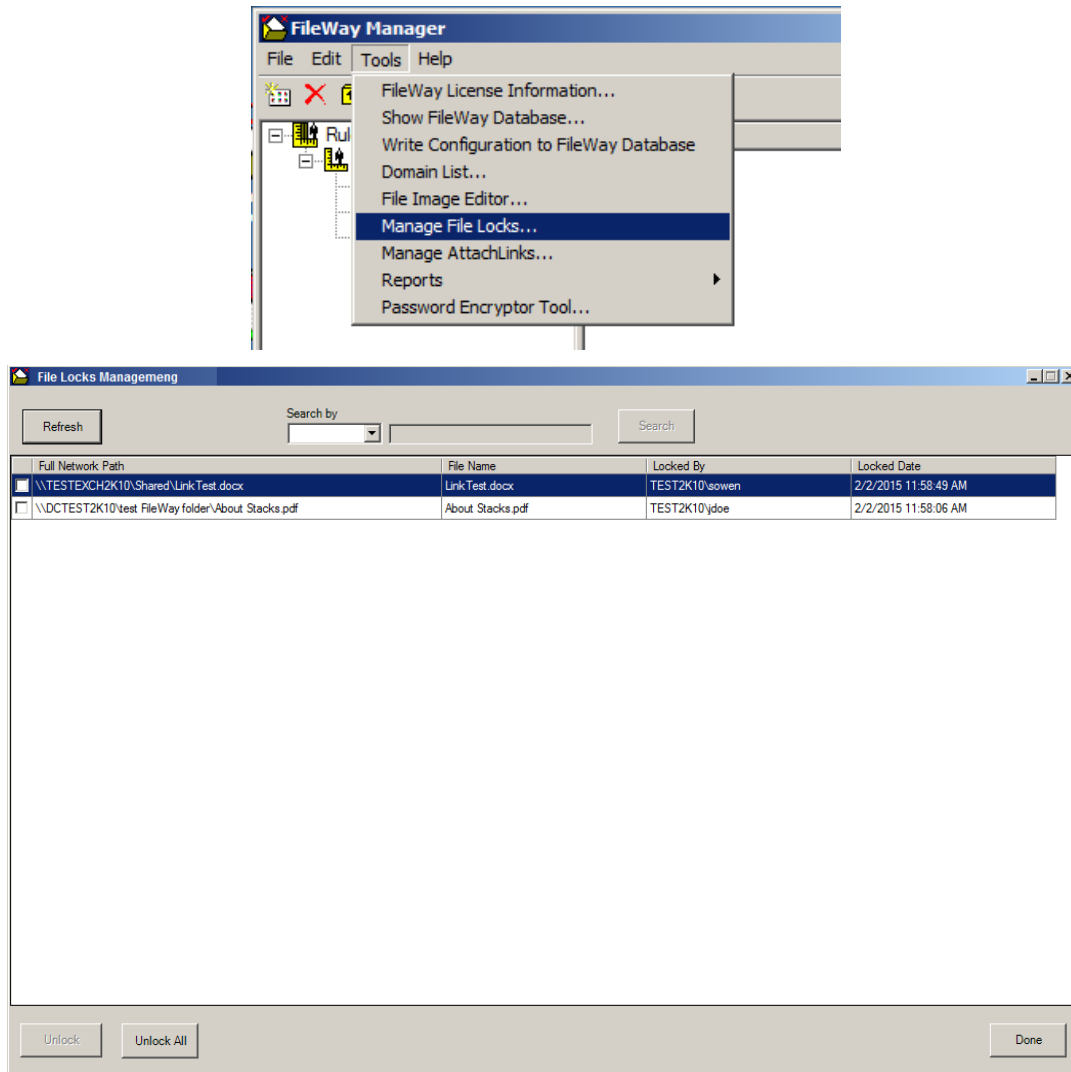 FileWay Manager
File Edit Tools Help
FileWay License Information...
Show FileWay Database...
Rul
Write Configuration to FileWay Database
Domain List...
File Image Editor...
Manage File Locks...
Manage AttachLinks...
Reports
Password Encryptor Tool...
File Locks Managemeng
Search by
Refresh Search
Full Network Path File Name Locked By Locked Date
\\TESTEXCH2K10\Shared\LinkTest.docx LinkTest.docx TEST2K10\sowen 2/2/2015 11:58:49 AM
\\DCTEST2K10\test FileWay folder\About Stacks.pdf About Stacks.pdf TEST2K10\jdoe 2/2/2015 11:58:06 AM
Unlock Unlock All Done